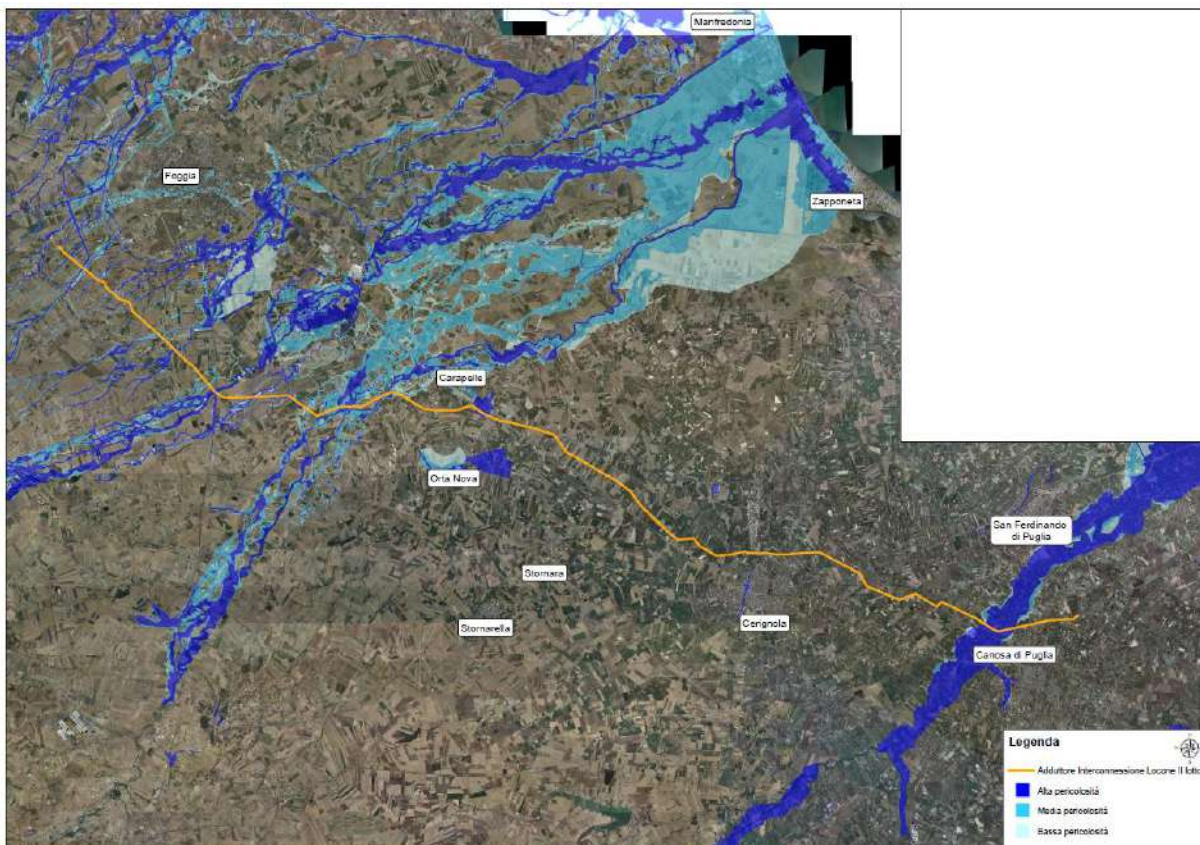 Manfredonia
Foggia
Zapponeta
Carapelle
Orta Nova
San Ferdinando
di Puglia
Stornara
Stornarella
Cerignola
Canosa di Puglia
Legenda
Adduttore Interconnessione Locone II lotto
Alta pericolosità
Media pericolosità
Bassa pericolosità